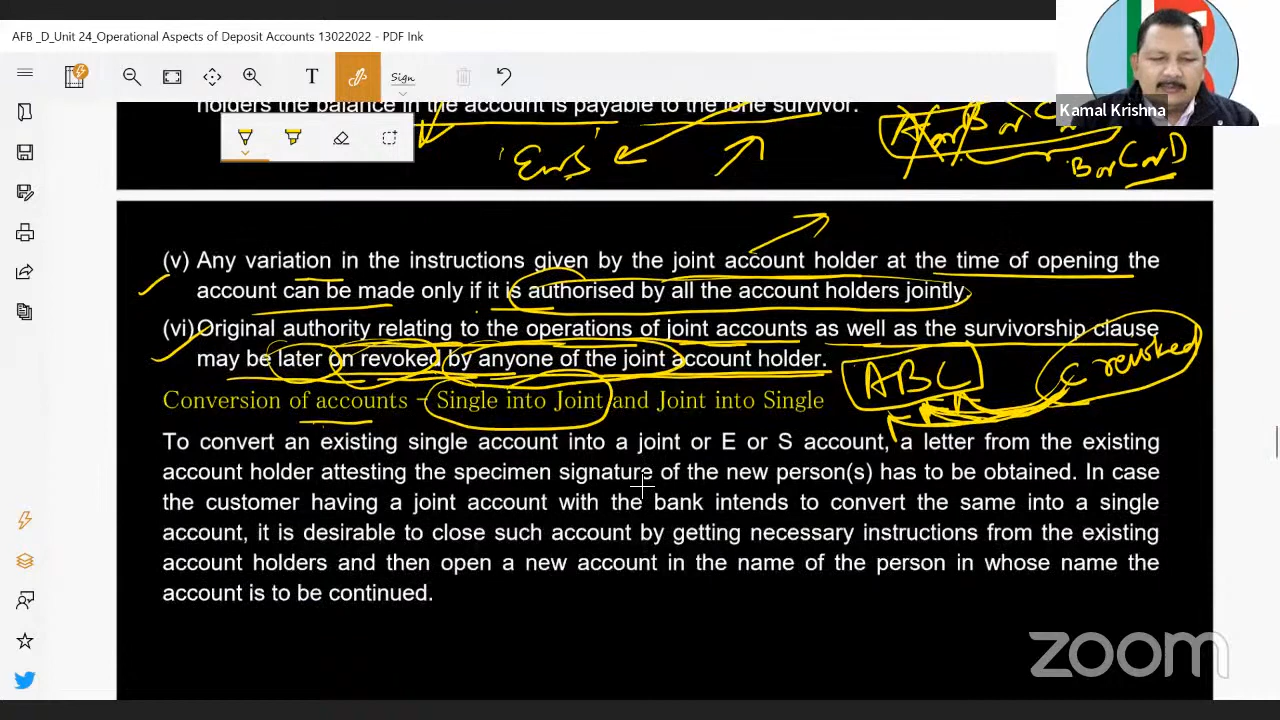 AFB _D_Unit 24_Operational Aspects of Deposit Accounts 13022022 - PDF Ink
T
Sign
Kamal Krishna
holders the balance in the account is payable to the lone survivor.
'EorS'
A or B or C or
B or C or D
(v) Any variation in the instructions given by the joint account holder at the time of opening the
account can be made only if it is authorised by all the account holders jointly.
(vi) Original authority relating to the operations of joint accounts as well as the survivorship clause
may be later on revoked by anyone of the joint account holder.
ABC
C revoked
Conversion of accounts - Single into Joint and Joint into Single
To convert an existing single account into a joint or E or S account, a letter from the existing
account holder attesting the specimen signature of the new person(s) has to be obtained. In case
the customer having a joint account with the bank intends to convert the same into a single
account, it is desirable to close such account by getting necessary instructions from the existing
account holders and then open a new account in the name of the person in whose name the
account is to be continued.
zoom